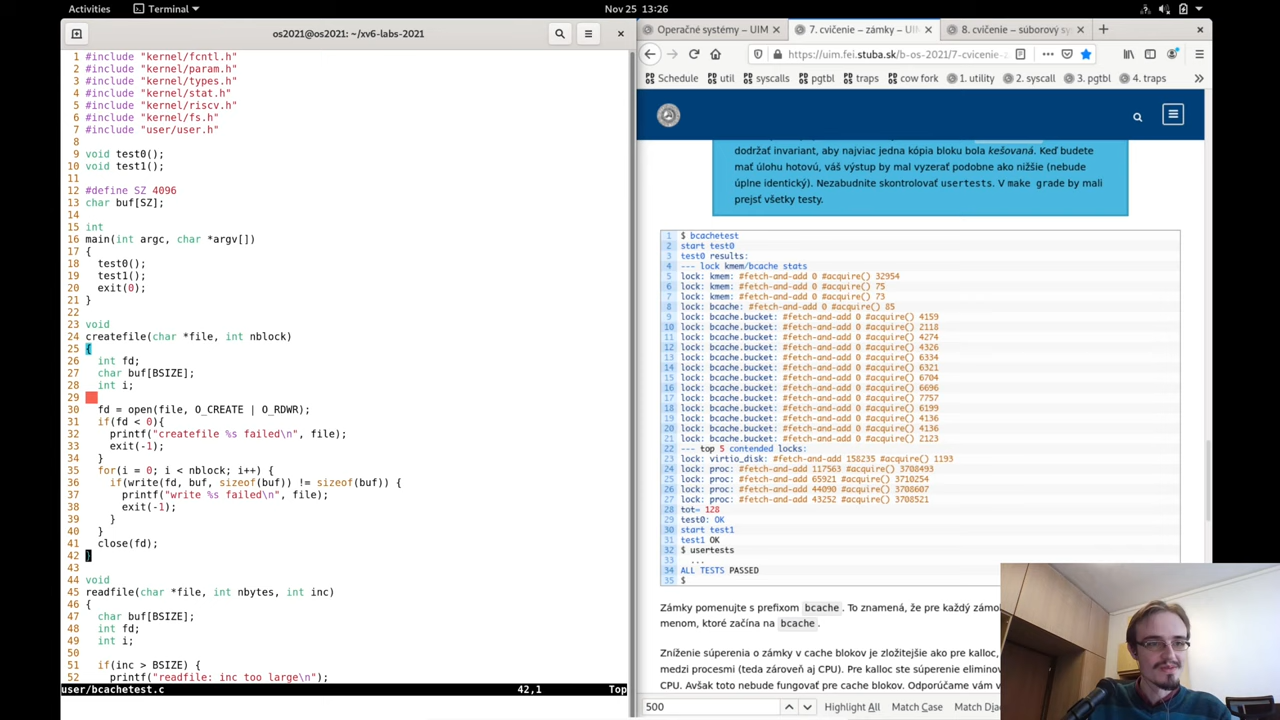 Activities
Terminal
Nov 25 13:26
os2021@os2021: ~/xv6-labs-2021
1 #include "kernel/fcntl.h"
2 #include "kernel/param.h"
3 #include "kernel/types.h"
4 #include "kernel/stat.h"
5 #include "kernel/riscv.h"
6 #include "kernel/fs.h"
7 #include "user/user.h"
8
9 void test0();
10 void test1();
11
12 #define SZ 4096
13 char buf[SZ];
14
15 int
16 main(int argc, char *argv[])
17 {
18 test0();
19 test1();
20 exit(0);
21 }
22
23 void
24 createfile(char *file, int nblock)
25 {
26 int fd;
27 char buf[BSIZE];
28 int i;
29
30 fd = open(file, O_CREATE | O_RDWR);
31 if(fd < 0){
32 printf("createfile %s failed\n", file);
33 exit(-1);
34 }
35 for(i = 0; i < nblock; i++) {
36 if(write(fd, buf, sizeof(buf)) != sizeof(buf)) {
37 printf("write %s failed\n", file);
38 exit(-1);
39 }
40 }
41 close(fd);
42 }
43
44 void
45 readfile(char *file, int nbytes, int inc)
46 {
47 char buf[BSIZE];
48 int fd;
49 int i;
50
51 if(inc > BSIZE) {
52 printf("readfile: inc too large\n");
user/bcachetest.c 42,1 Top
Operačné systémy – UIM
7. cvičenie – zámky – UIM
8. cvičenie – súborový sy
https://uim.fei.stuba.sk/b-os-2021/7-cvicenie-
Schedule util syscalls pgtbl traps cow fork 1. utility 2. syscall 3. pgtbl 4. traps
dodržať invariant, aby najviac jedna kópia bloku bola kešovaná. Keď budete
mať úlohu hotovú, váš výstup by mal vyzerať podobne ako nižšie (nebude
úplne identický). Nezabudnite skontrolovať usertests. V make grade by mali
prejsť všetky testy.
1 $ bcachetest
2 start test0
3 test0 results:
4 --- lock kmem/bcache stats
5 lock: kmem: #fetch-and-add 0 #acquire() 32954
6 lock: kmem: #fetch-and-add 0 #acquire() 75
7 lock: kmem: #fetch-and-add 0 #acquire() 73
8 lock: bcache: #fetch-and-add 0 #acquire() 85
9 lock: bcache.bucket: #fetch-and-add 0 #acquire() 4159
10 lock: bcache.bucket: #fetch-and-add 0 #acquire() 2118
11 lock: bcache.bucket: #fetch-and-add 0 #acquire() 4274
12 lock: bcache.bucket: #fetch-and-add 0 #acquire() 4326
13 lock: bcache.bucket: #fetch-and-add 0 #acquire() 6334
14 lock: bcache.bucket: #fetch-and-add 0 #acquire() 6321
15 lock: bcache.bucket: #fetch-and-add 0 #acquire() 6704
16 lock: bcache.bucket: #fetch-and-add 0 #acquire() 6696
17 lock: bcache.bucket: #fetch-and-add 0 #acquire() 7757
18 lock: bcache.bucket: #fetch-and-add 0 #acquire() 6199
19 lock: bcache.bucket: #fetch-and-add 0 #acquire() 4136
20 lock: bcache.bucket: #fetch-and-add 0 #acquire() 4136
21 lock: bcache.bucket: #fetch-and-add 0 #acquire() 2123
22 --- top 5 contended locks:
23 lock: virtio_disk: #fetch-and-add 158235 #acquire() 1193
24 lock: proc: #fetch-and-add 117563 #acquire() 3708493
25 lock: proc: #fetch-and-add 65921 #acquire() 3710254
26 lock: proc: #fetch-and-add 44090 #acquire() 3708607
27 lock: proc: #fetch-and-add 43252 #acquire() 3708521
28 tot= 128
29 test0: OK
30 start test1
31 test1 OK
32 $ usertests
33 ...
34 ALL TESTS PASSED
35 $
Zámky pomenujte s prefixom bcache. To znamená, že pre každý zámo
menom, ktoré začína na bcache.
Zníženie súperenia o zámky v cache blokov je zložitejšie ako pre kalloc,
medzi procesmi (teda zároveň aj CPU). Pre kalloc ste súperenie eliminov
CPU. Avšak toto nebude fungovať pre cache blokov. Odporúčame vám v
500 Highlight All Match Case Match Dia